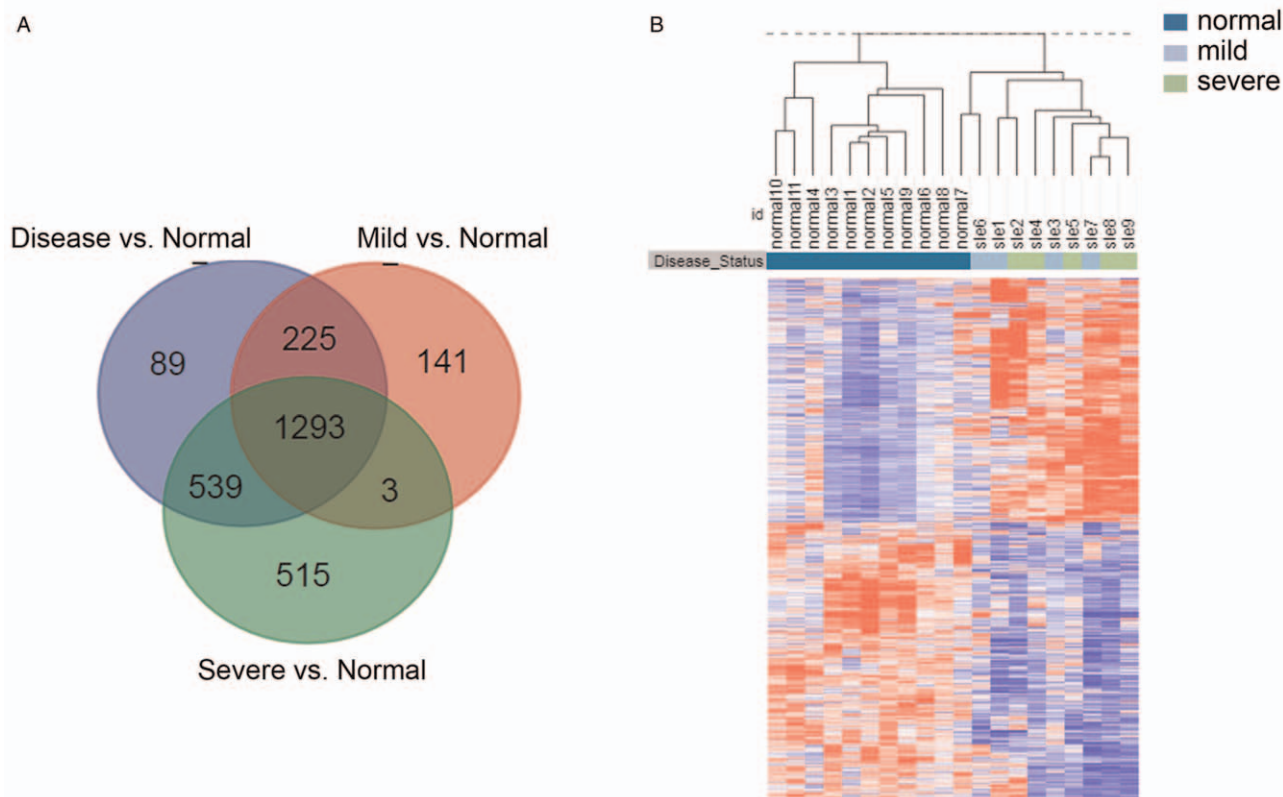 A
B
normal
mild
severe
Disease vs. Normal
Mild vs. Normal
89
225
141
1293
539
3
515
Severe vs. Normal
id
normal10
normal11
normal4
normal3
normal1
normal2
normal5
normal9
normal6
normal8
normal7
sle6
sle1
sle2
sle4
sle3
sle5
sle7
sle8
sle9
Disease_Status